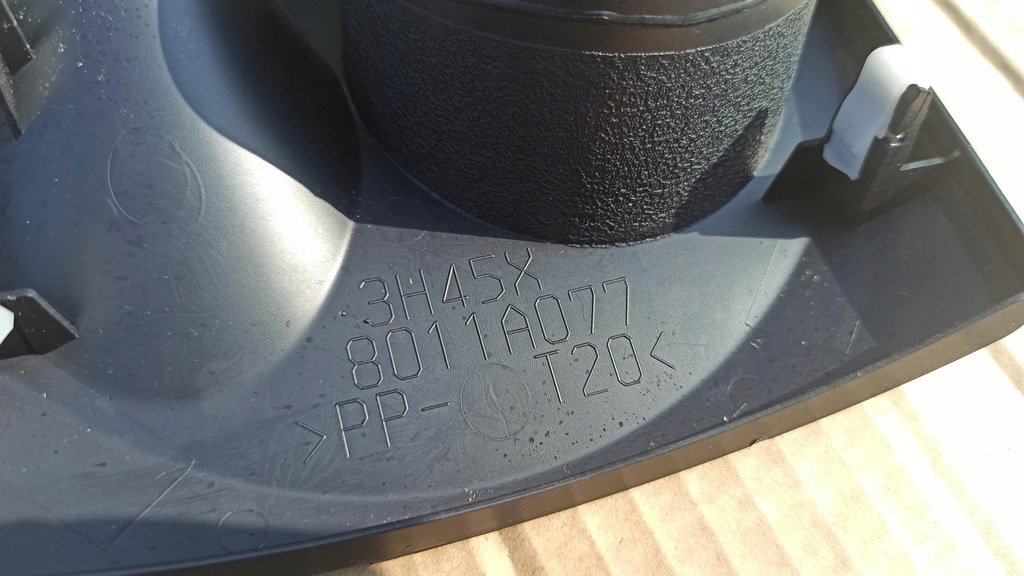 .3H45X
8011A077
>PP- T20<